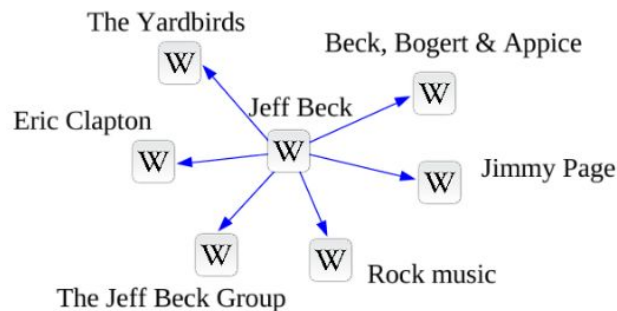 The Yardbirds
W
Beck, Bogert & Appice
W
Jeff Beck
W
Eric Clapton
W
Jimmy Page
W
The Jeff Beck Group
W
Rock music
W